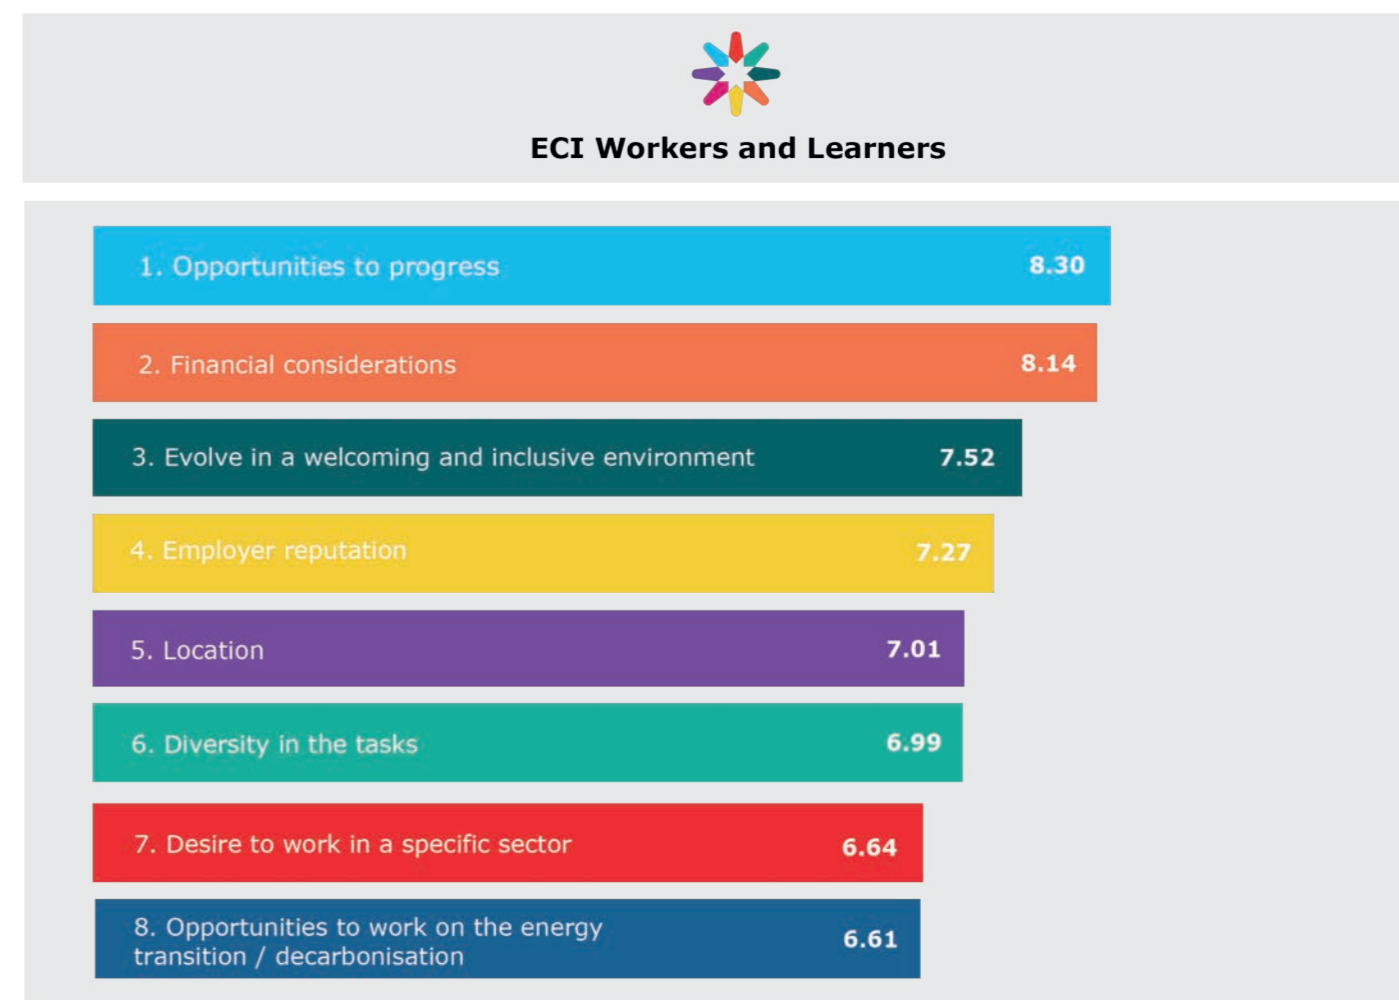 ECI Workers and Learners
1. Opportunities to progress 8.30
2. Financial considerations 8.14
3. Evolve in a welcoming and inclusive environment 7.52
4. Employer reputation 7.27
5. Location 7.01
6. Diversity in the tasks 6.99
7. Desire to work in a specific sector 6.64
8. Opportunities to work on the energy
transition / decarbonisation 6.61